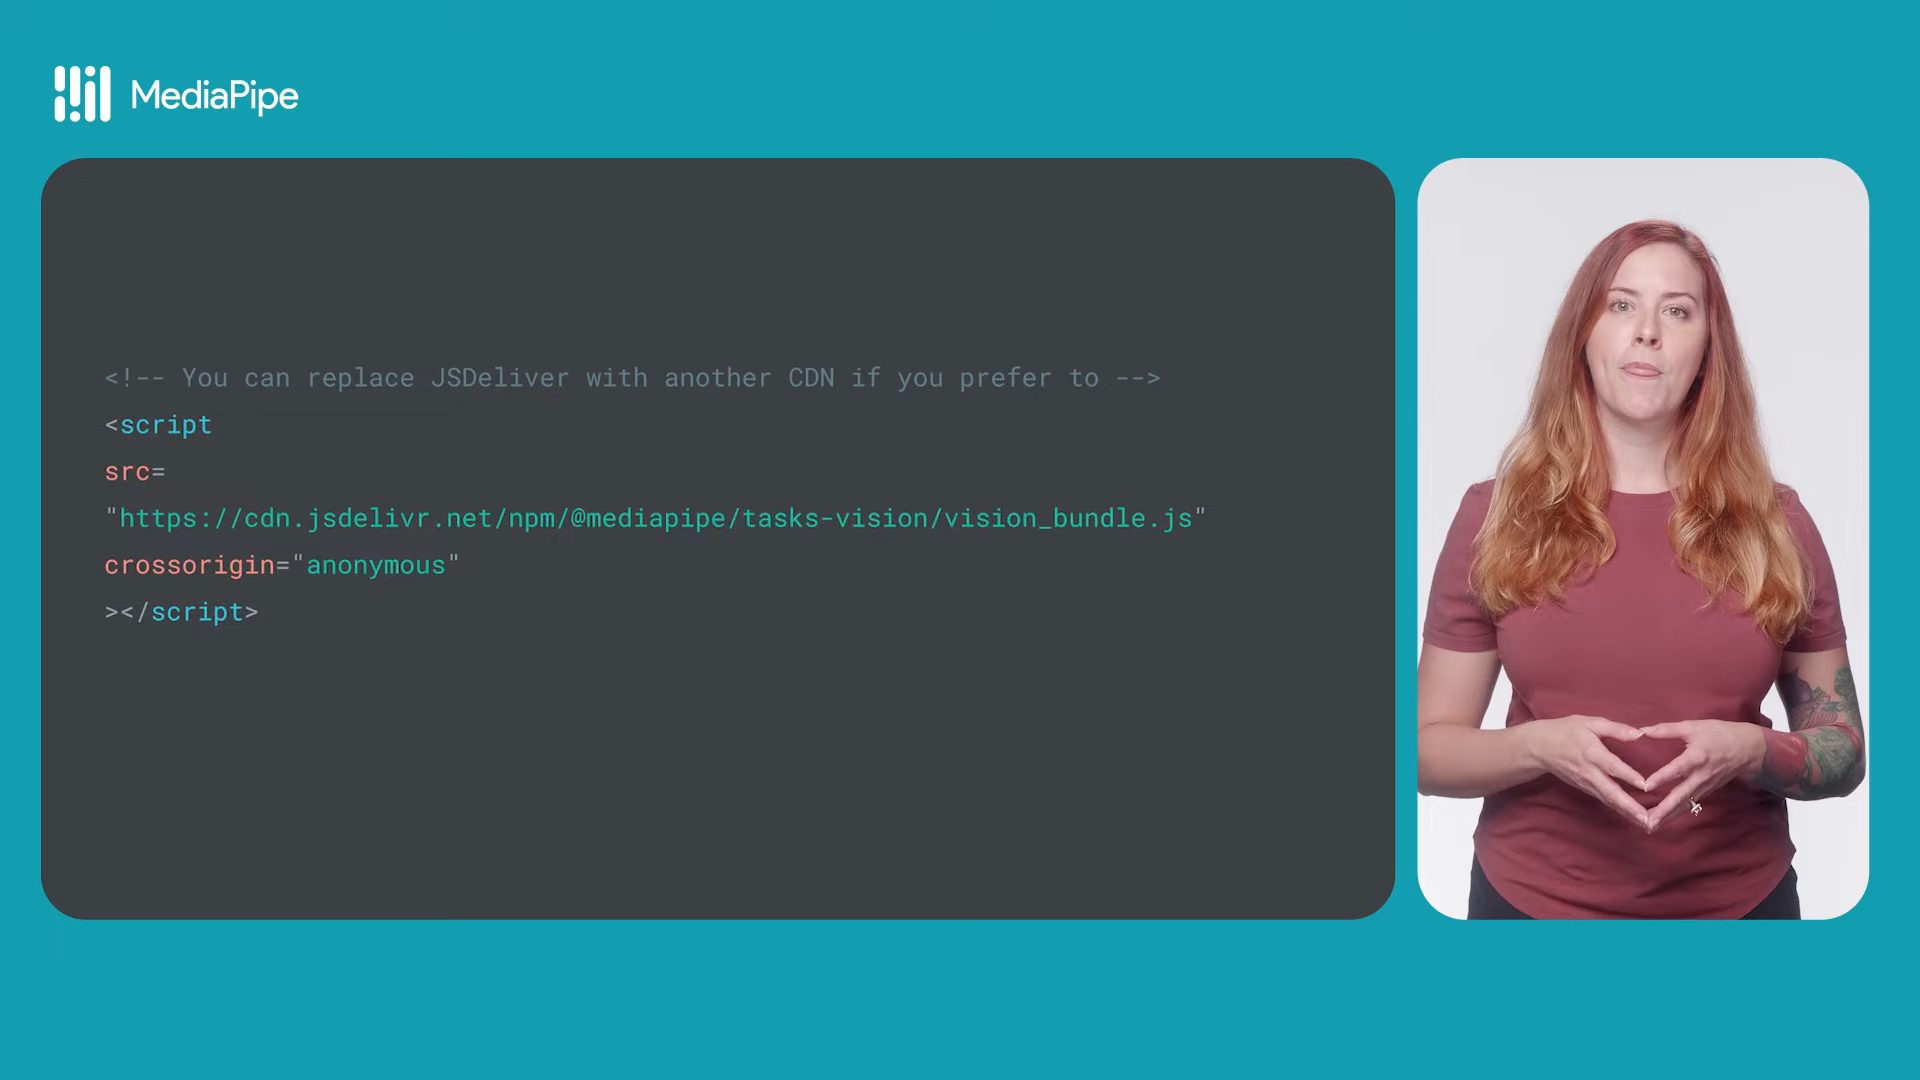 MediaPipe
<!-- You can replace JSDeliver with another CDN if you prefer to -->
<script
src=
"https://cdn.jsdelivr.net/npm/@mediapipe/tasks-vision/vision_bundle.js"
crossorigin="anonymous"
></script>